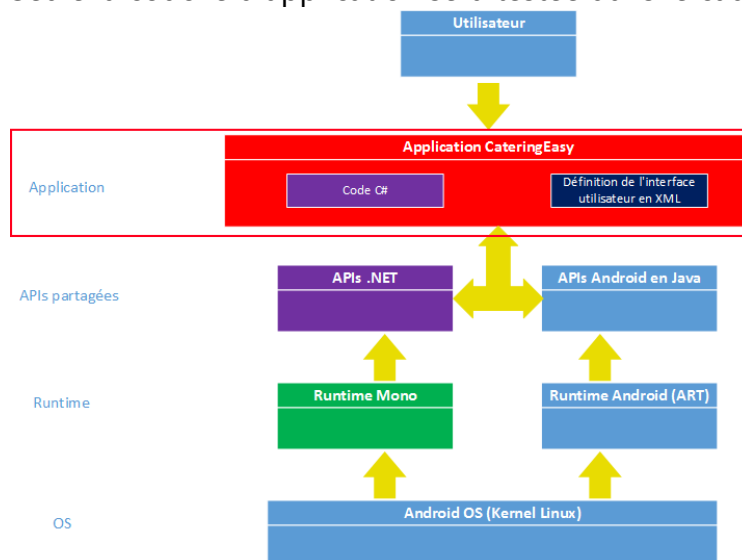 Utilisateur
Application CateringEasy
Application
Code C#
Définition de l'interface
utilisateur en XML
APIs partagées
APIs .NET
APIs Android en Java
Runtime
Runtime Mono
Runtime Android (ART)
OS
Android OS (Kernel Linux)